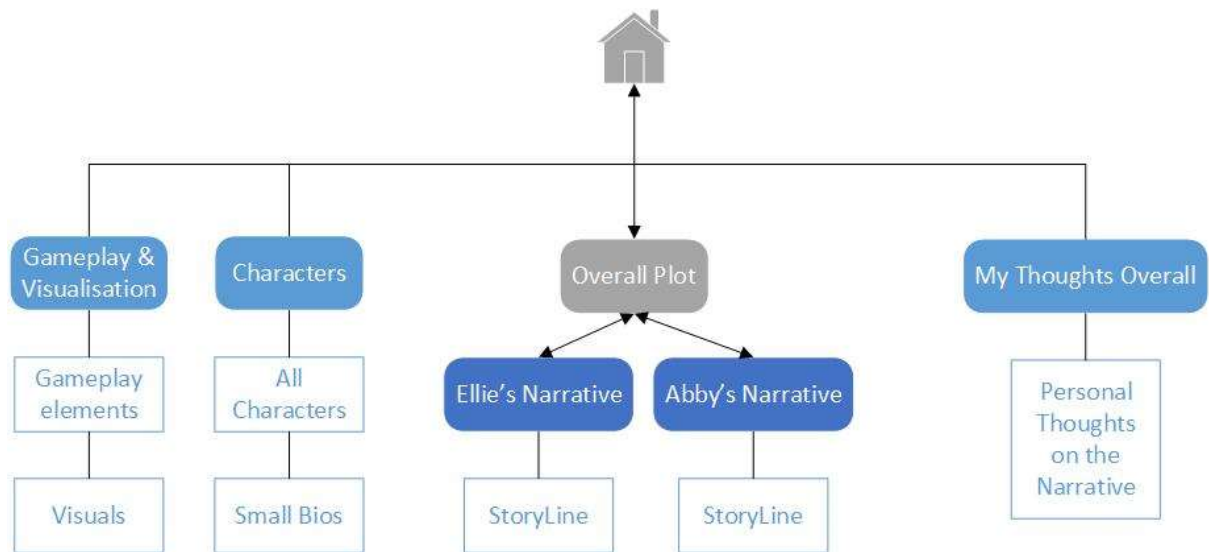 Gameplay &
Visualisation
Characters
Overall Plot
My Thoughts Overall
Gameplay
elements
All
Characters
Ellie’s Narrative
Abby’s Narrative
Personal
Thoughts
on the
Narrative
Visuals
Small Bios
StoryLine
StoryLine